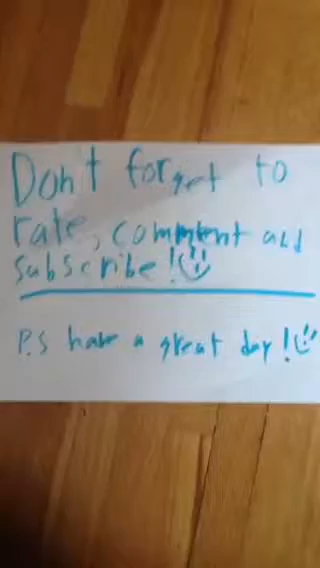 Don't forget to
rate, comment and
subscribe!
P.S have a great day!